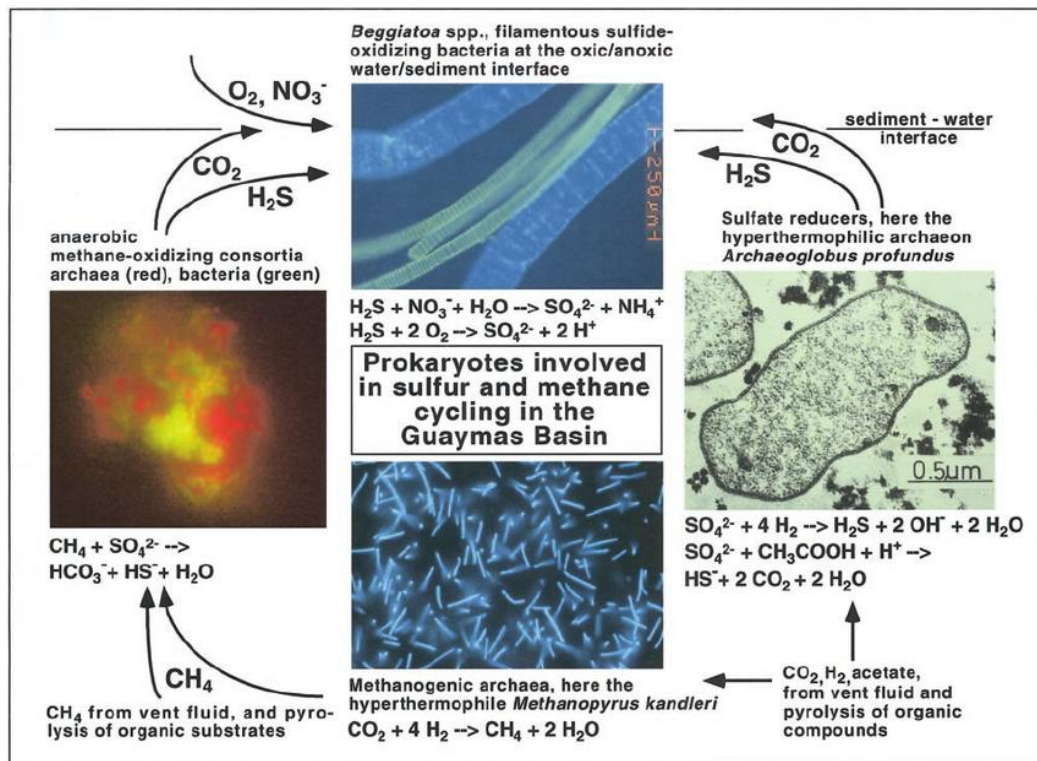 Beggiatoa spp., filamentous sulfide-
oxidizing bacteria at the oxic/anoxic
water/sediment interface
O₂, NO₃⁻
CO₂
H₂S
sediment - water
interface
CO₂
H₂S
anaerobic
methane-oxidizing consortia
archaea (red), bacteria (green)
250µm
Sulfate reducers, here the
hyperthermophilic archaeon
Archaeoglobus profundus
H₂S + NO₃⁻ + H₂O --> SO₄²⁻ + NH₄⁺
H₂S + 2 O₂ --> SO₄²⁻ + 2 H⁺
Prokaryotes involved
in sulfur and methane
cycling in the
Guaymas Basin
0.5µm
CH₄ + SO₄²⁻ -->
HCO₃⁻ + HS⁻ + H₂O
SO₄²⁻ + 4 H₂ --> H₂S + 2 OH⁻ + 2 H₂O
SO₄²⁻ + CH₃COOH + H⁺ -->
HS⁻ + 2 CO₂ + 2 H₂O
CH₄
CH₄ from vent fluid, and pyro-
lysis of organic substrates
Methanogenic archaea, here the
hyperthermophile Methanopyrus kandleri
CO₂ + 4 H₂ --> CH₄ + 2 H₂O
CO₂, H₂, acetate,
from vent fluid and
pyrolysis of organic
compounds